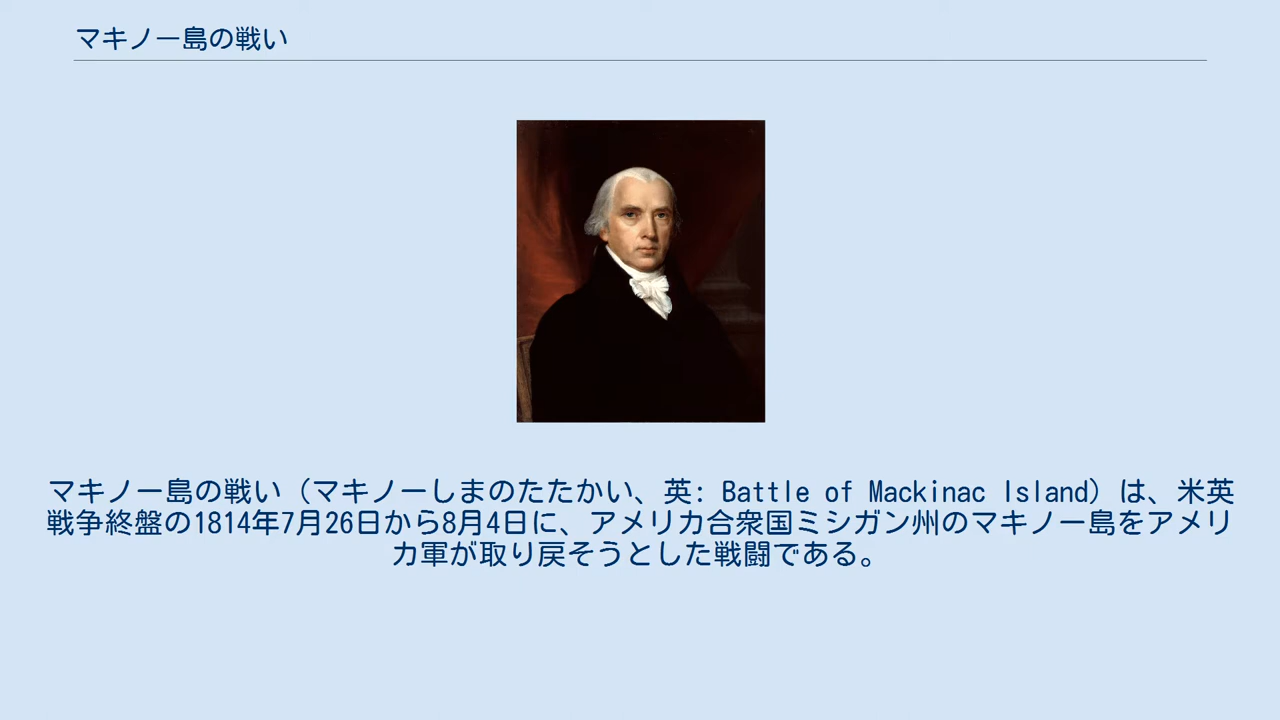 マキノー島の戦い
マキノー島の戦い（マキノーしまのたたかい、英: Battle of Mackinac Island）は、米英
戦争終盤の1814年7月26日から8月4日に、アメリカ合衆国ミシガン州のマキノー島をアメリ
カ軍が取り戻そうとした戦闘である。